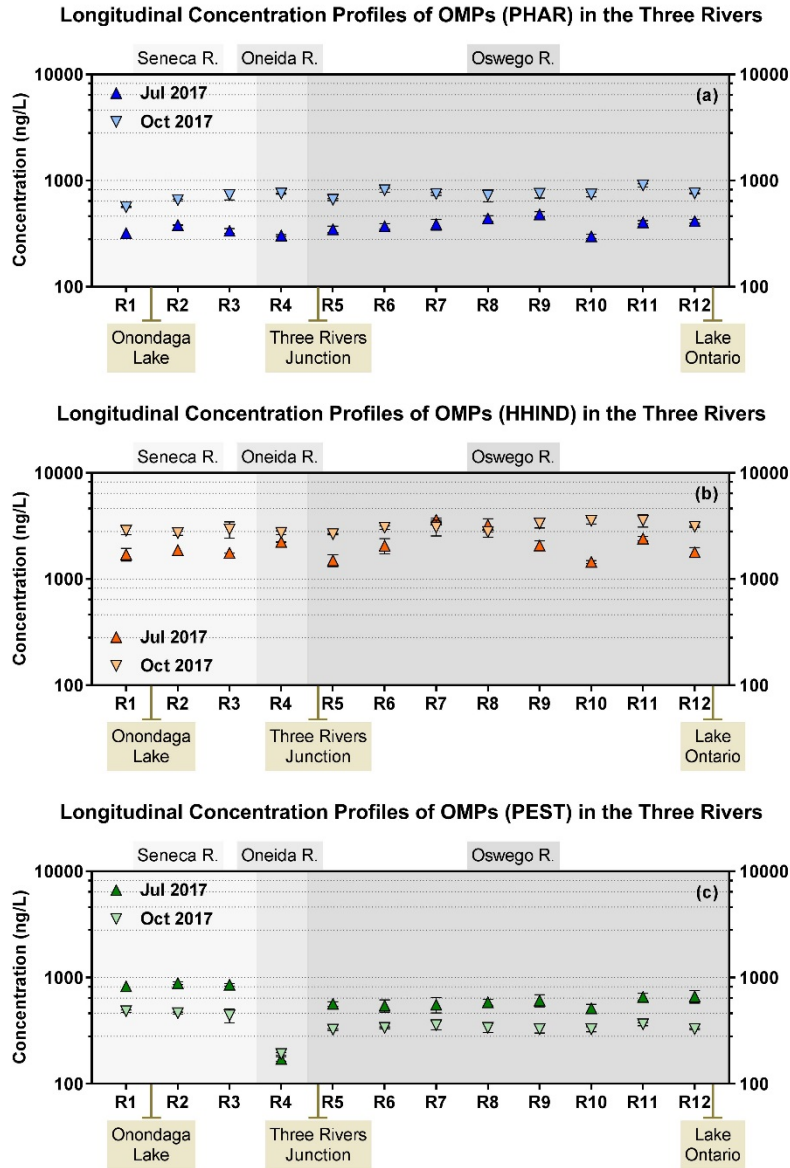 Longitudinal Concentration Profiles of OMPs (PHAR) in the Three Rivers
Seneca R. Oneida R. Oswego R.
10000 10000
Jul 2017 (a)
Oct 2017
Concentration (ng/L)
1000 1000
100 100
R1 R2 R3 R4 R5 R6 R7 R8 R9 R10 R11 R12
Onondaga Three Rivers Lake
Lake Junction Ontario
Longitudinal Concentration Profiles of OMPs (HHIND) in the Three Rivers
Seneca R. Oneida R. Oswego R.
10000 10000
(b)
Concentration (ng/L)
1000 1000
Jul 2017
Oct 2017
100 100
R1 R2 R3 R4 R5 R6 R7 R8 R9 R10 R11 R12
Onondaga Three Rivers Lake
Lake Junction Ontario
Longitudinal Concentration Profiles of OMPs (PEST) in the Three Rivers
Seneca R. Oneida R. Oswego R.
10000 10000
Jul 2017 (c)
Oct 2017
Concentration (ng/L)
1000 1000
100 100
R1 R2 R3 R4 R5 R6 R7 R8 R9 R10 R11 R12
Onondaga Three Rivers Lake
Lake Junction Ontario